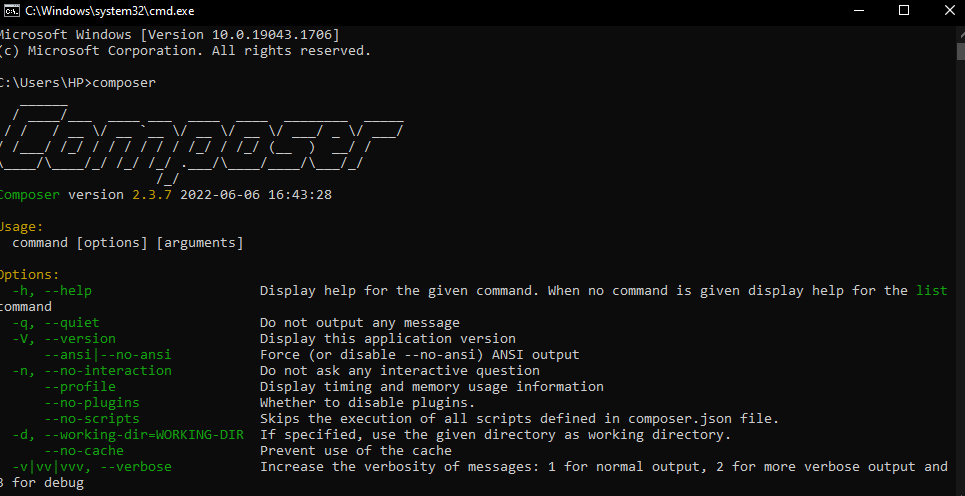 C:\Windows\system32\cmd.exe
Microsoft Windows [Version 10.0.19043.1706]
(c) Microsoft Corporation. All rights reserved.
C:\Users\HP>composer
Composer
Composer version 2.3.7 2022-06-06 16:43:28
Usage:
command [options] [arguments]
Options:
-h, --help Display help for the given command. When no command is given display help for the list
command
-q, --quiet Do not output any message
-V, --version Display this application version
--ansi|--no-ansi Force (or disable --no-ansi) ANSI output
-n, --no-interaction Do not ask any interactive question
--profile Display timing and memory usage information
--no-plugins Whether to disable plugins.
--no-scripts Skips the execution of all scripts defined in composer.json file.
-d, --working-dir=WORKING-DIR If specified, use the given directory as working directory.
--no-cache Prevent use of the cache
-v|vv|vvv, --verbose Increase the verbosity of messages: 1 for normal output, 2 for more verbose output and
3 for debug